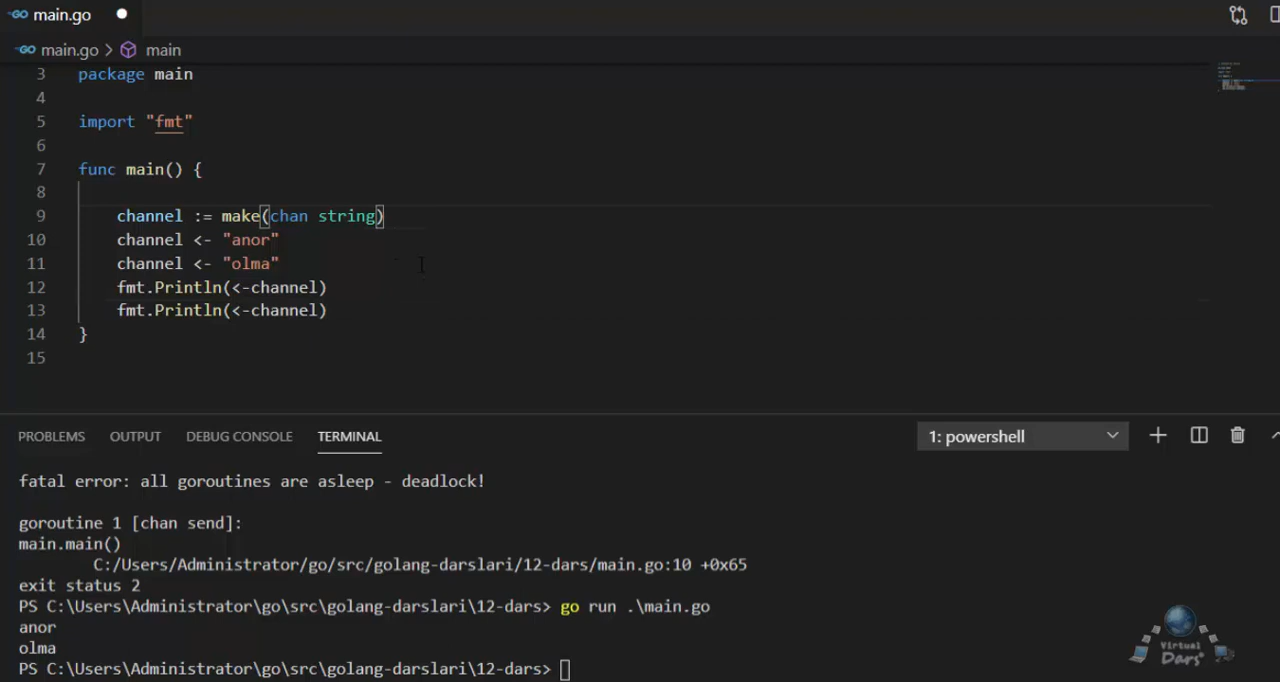 main.go
main.go > main
3 package main
4
5 import "fmt"
6
7 func main() {
8
9 channel := make(chan string)
10 channel <- "anor"
11 channel <- "olma"
12 fmt.Println(<-channel)
13 fmt.Println(<-channel)
14 }
15
PROBLEMS OUTPUT DEBUG CONSOLE TERMINAL 1: powershell
fatal error: all goroutines are asleep - deadlock!
goroutine 1 [chan send]:
main.main()
C:/Users/Administrator/go/src/golang-darslari/12-dars/main.go:10 +0x65
exit status 2
PS C:\Users\Administrator\go\src\golang-darslari\12-dars> go run .\main.go
anor
olma
PS C:\Users\Administrator\go\src\golang-darslari\12-dars>
Virtual
Dars